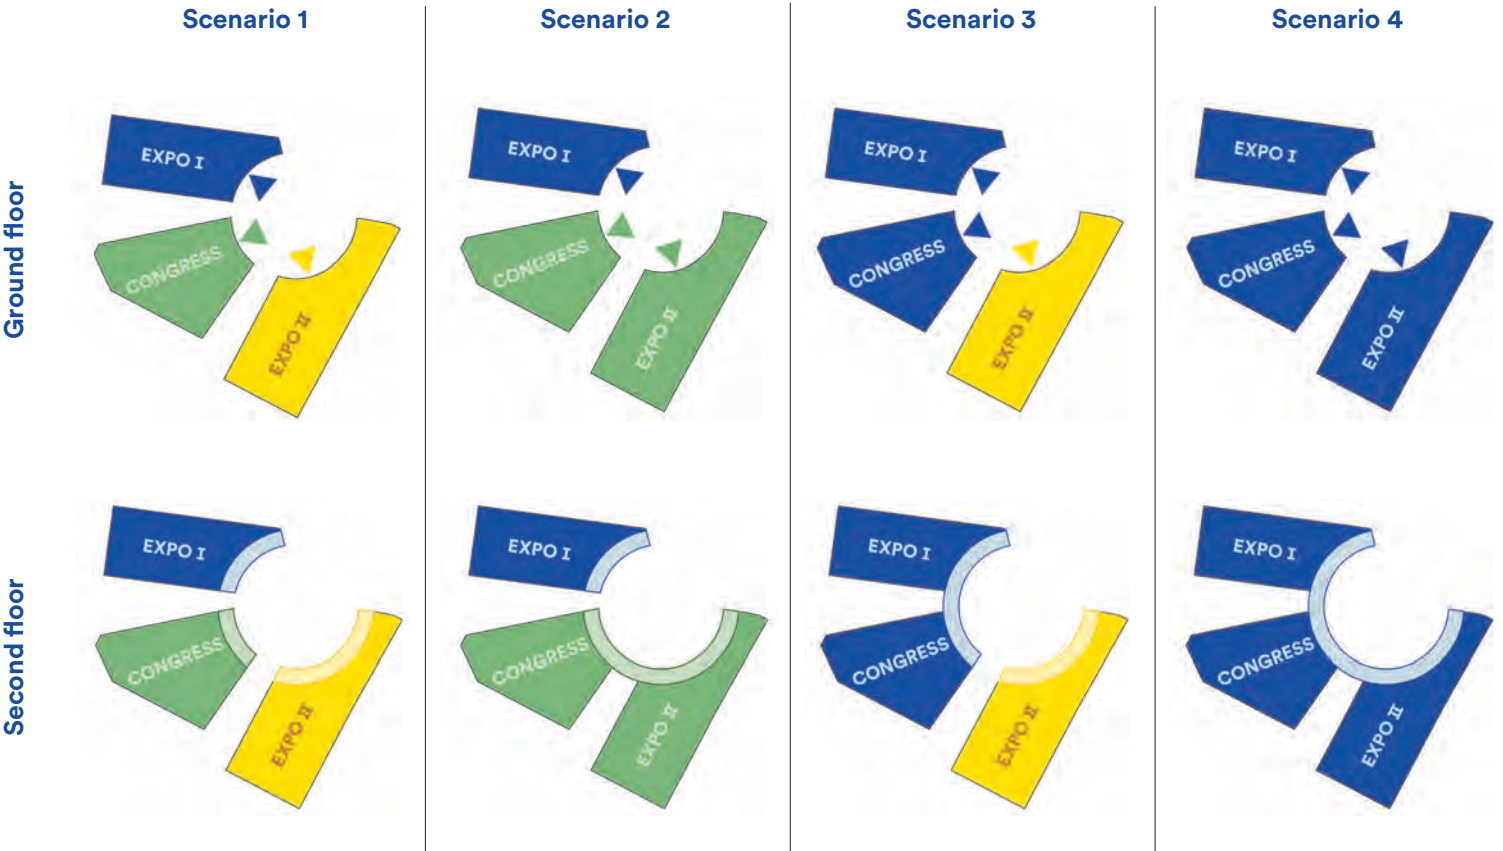 Scenario 1
Scenario 2
Scenario 3
Scenario 4
Ground floor
EXPO I
CONGRESS
EXPO II
EXPO I
CONGRESS
EXPO II
EXPO I
CONGRESS
EXPO II
EXPO I
CONGRESS
EXPO II
Second floor
EXPO I
CONGRESS
EXPO II
EXPO I
CONGRESS
EXPO II
EXPO I
CONGRESS
EXPO II
EXPO I
CONGRESS
EXPO II